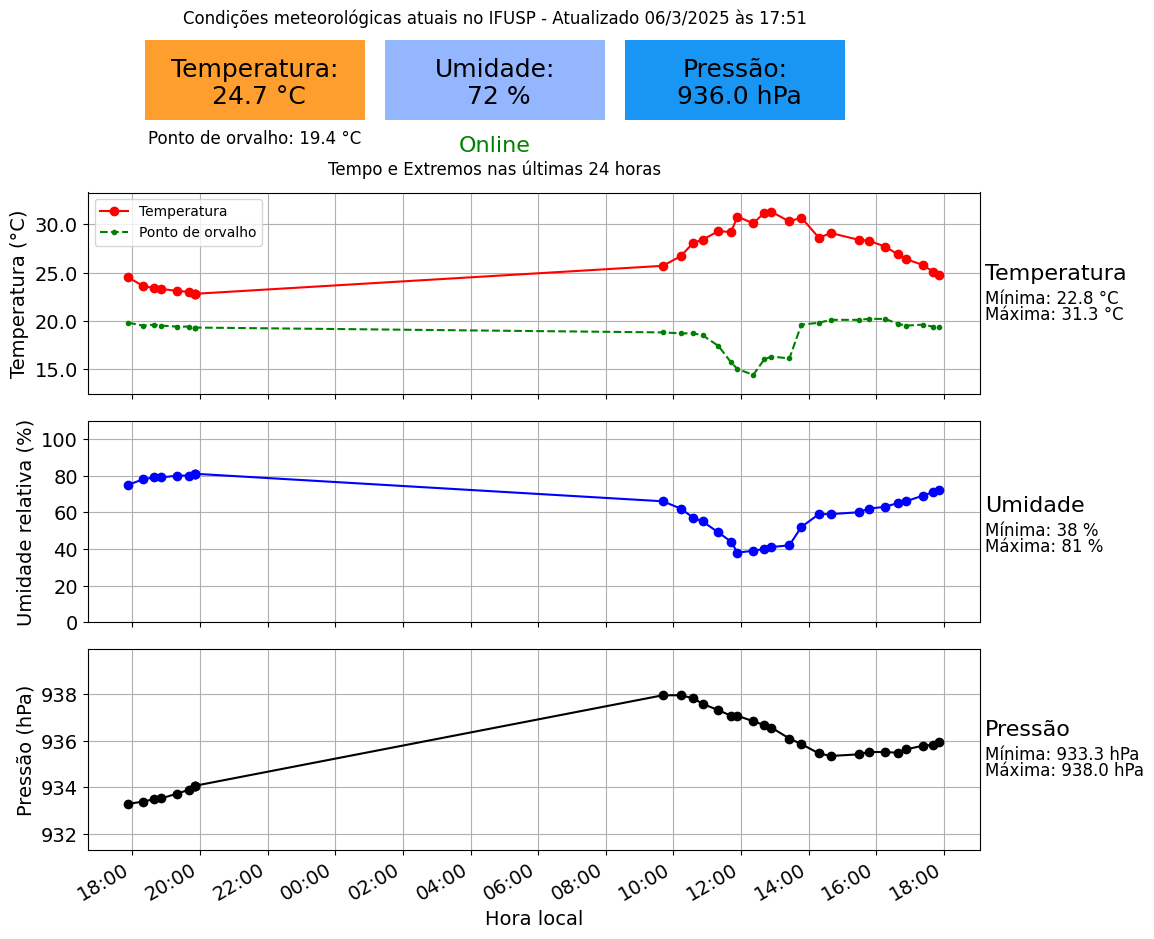 Condições meteorológicas atuais no IFUSP - Atualizado 06/3/2025 às 17:51
Temperatura:
24.7 °C
Umidade:
72 %
Pressão:
936.0 hPa
Ponto de orvalho: 19.4 °C
Online
Tempo e Extremos nas últimas 24 horas
Temperatura (°C)
30.0
25.0
20.0
15.0
Temperatura
Ponto de orvalho
Temperatura
Mínima: 22.8 °C
Máxima: 31.3 °C
Umidade relativa (%)
100
80
60
40
20
0
Umidade
Mínima: 38 %
Máxima: 81 %
Pressão (hPa)
938
936
934
932
Pressão
Mínima: 933.3 hPa
Máxima: 938.0 hPa
18:00
20:00
22:00
00:00
02:00
04:00
06:00
08:00
10:00
12:00
14:00
16:00
18:00
Hora local